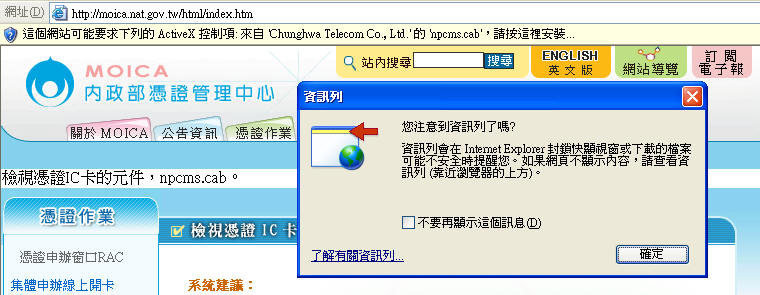 網址(D) http://moica.nat.gov.tw/html/index.htm
這個網站可能要求下列的 ActiveX 控制項: 來自 'Chunghwa Telecom Co., Ltd.' 的 'npcms.cab'，請按這裡安裝...
MOICA
內政部憑證管理中心
站內搜尋 搜尋
ENGLISH
英文版
網站導覽
訂閱
電子報
關於 MOICA 公告資訊 憑證作業
資訊列
您注意到資訊列了嗎?
資訊列會在 Internet Explorer 封鎖快顯視窗或下載的檔案
可能不安全時提醒您。如果網頁不顯示內容，請查看資
訊列 (靠近瀏覽器的上方)。
不要再顯示這個訊息(D)
了解有關資訊列...
確定
檢視憑證IC卡的元件，npcms.cab。
憑證作業
憑證申辦窗口RAC
集體申辦線上開卡
檢視憑證 IC 卡
系統建議：